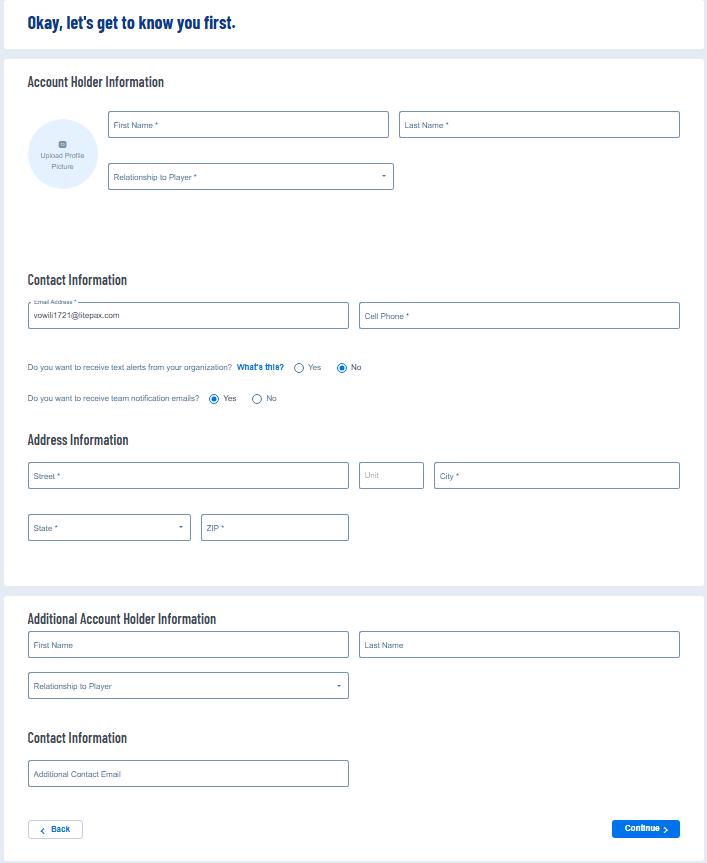 Okay, let's get to know you first.
Account Holder Information
Upload Profile
Picture
First Name *
Last Name *
Relationship to Player *
Contact Information
Email Address *
vowili1721@litepax.com
Cell Phone *
Do you want to receive text alerts from your organization? What's this? Yes No
Do you want to receive team notification emails? Yes No
Address Information
Street *
Unit
City *
State *
ZIP *
Additional Account Holder Information
First Name
Last Name
Relationship to Player
Contact Information
Additional Contact Email
Back
Continue